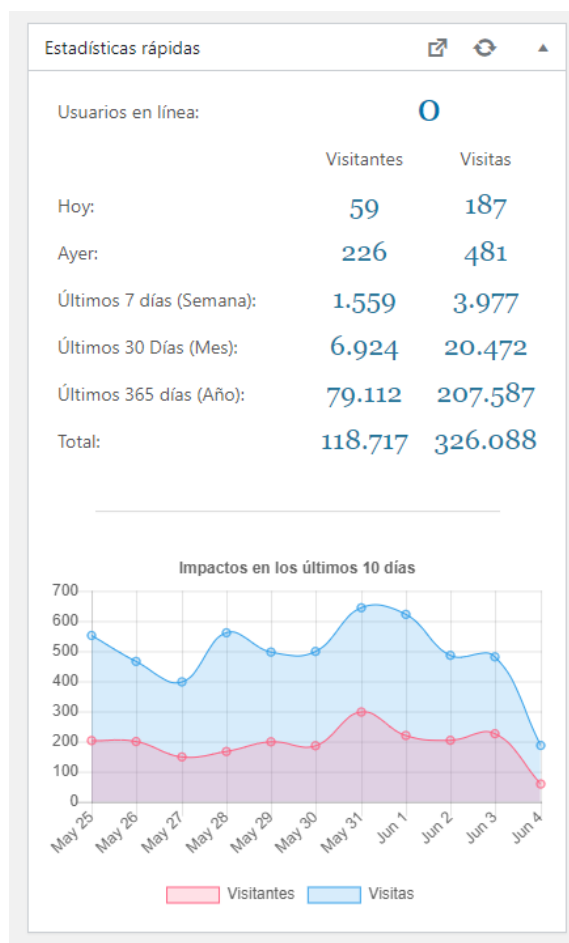 Estadísticas rápidas
Usuarios en línea: 0
Visitantes Visitas
Hoy: 59 187
Ayer: 226 481
Últimos 7 días (Semana): 1.559 3.977
Últimos 30 Días (Mes): 6.924 20.472
Últimos 365 días (Año): 79.112 207.587
Total: 118.717 326.088
Impactos en los últimos 10 días
700
600
500
400
300
200
100
0
May 25 May 26 May 27 May 28 May 29 May 30 May 31 Jun 1 Jun 2 Jun 3 Jun 4
Visitantes Visitas